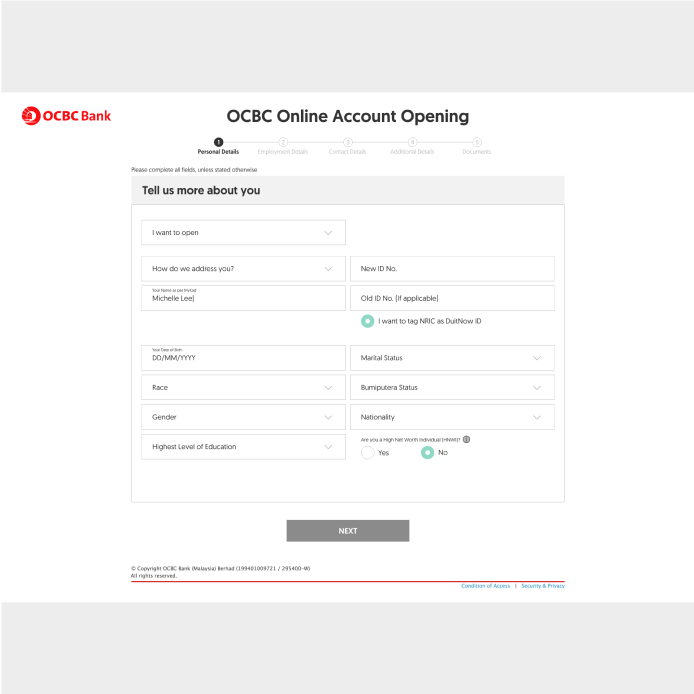 OCBC Bank
OCBC Online Account Opening
1 2 3 4 5
Personal Details Employment Details Contact Details Additional Details Documents
Please complete all fields, unless stated otherwise
Tell us more about you
I want to open
How do we address you? New ID No.
Your Name as per MyKad
Michelle Lee| Old ID No. (If applicable)
I want to tag NRIC as DuitNow ID
Your Date of Birth
DD/MM/YYYY Marital Status
Race Bumiputera Status
Gender Nationality
Highest Level of Education Are you a High Net Worth Individual (HNWI)?
Yes No
NEXT
© Copyright OCBC Bank (Malaysia) Berhad (199401009721 / 295400-W)
All rights reserved.
Condition of Access | Security & Privacy